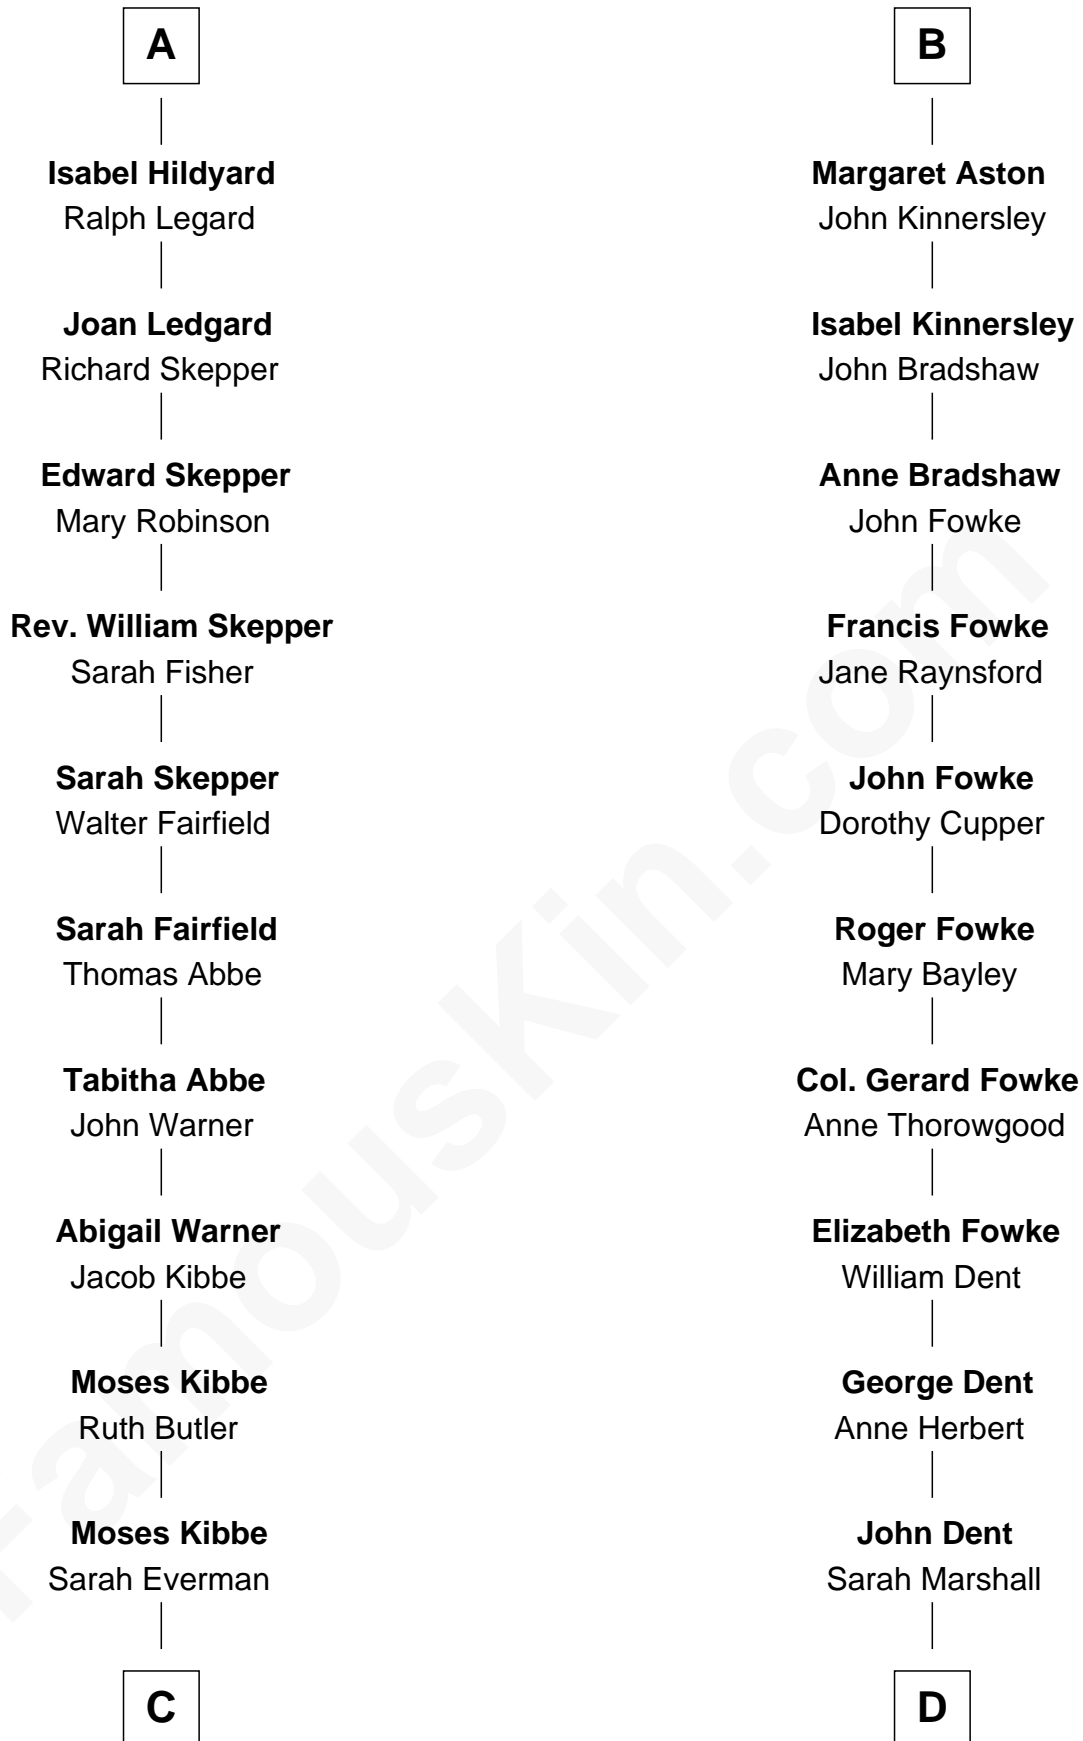 A
Isabel Hildyard
Ralph Legard
Joan Ledgard
Richard Skepper
Edward Skepper
Mary Robinson
Rev. William Skepper
Sarah Fisher
Sarah Skepper
Walter Fairfield
Sarah Fairfield
Thomas Abbe
Tabitha Abbe
John Warner
Abigail Warner
Jacob Kibbe
Moses Kibbe
Ruth Butler
Moses Kibbe
Sarah Everman
C
B
Margaret Aston
John Kinnersley
Isabel Kinnersley
John Bradshaw
Anne Bradshaw
John Fowke
Francis Fowke
Jane Raynsford
John Fowke
Dorothy Cupper
Roger Fowke
Mary Bayley
Col. Gerard Fowke
Anne Thorowgood
Elizabeth Fowke
William Dent
George Dent
Anne Herbert
John Dent
Sarah Marshall
D
FamousKin.com